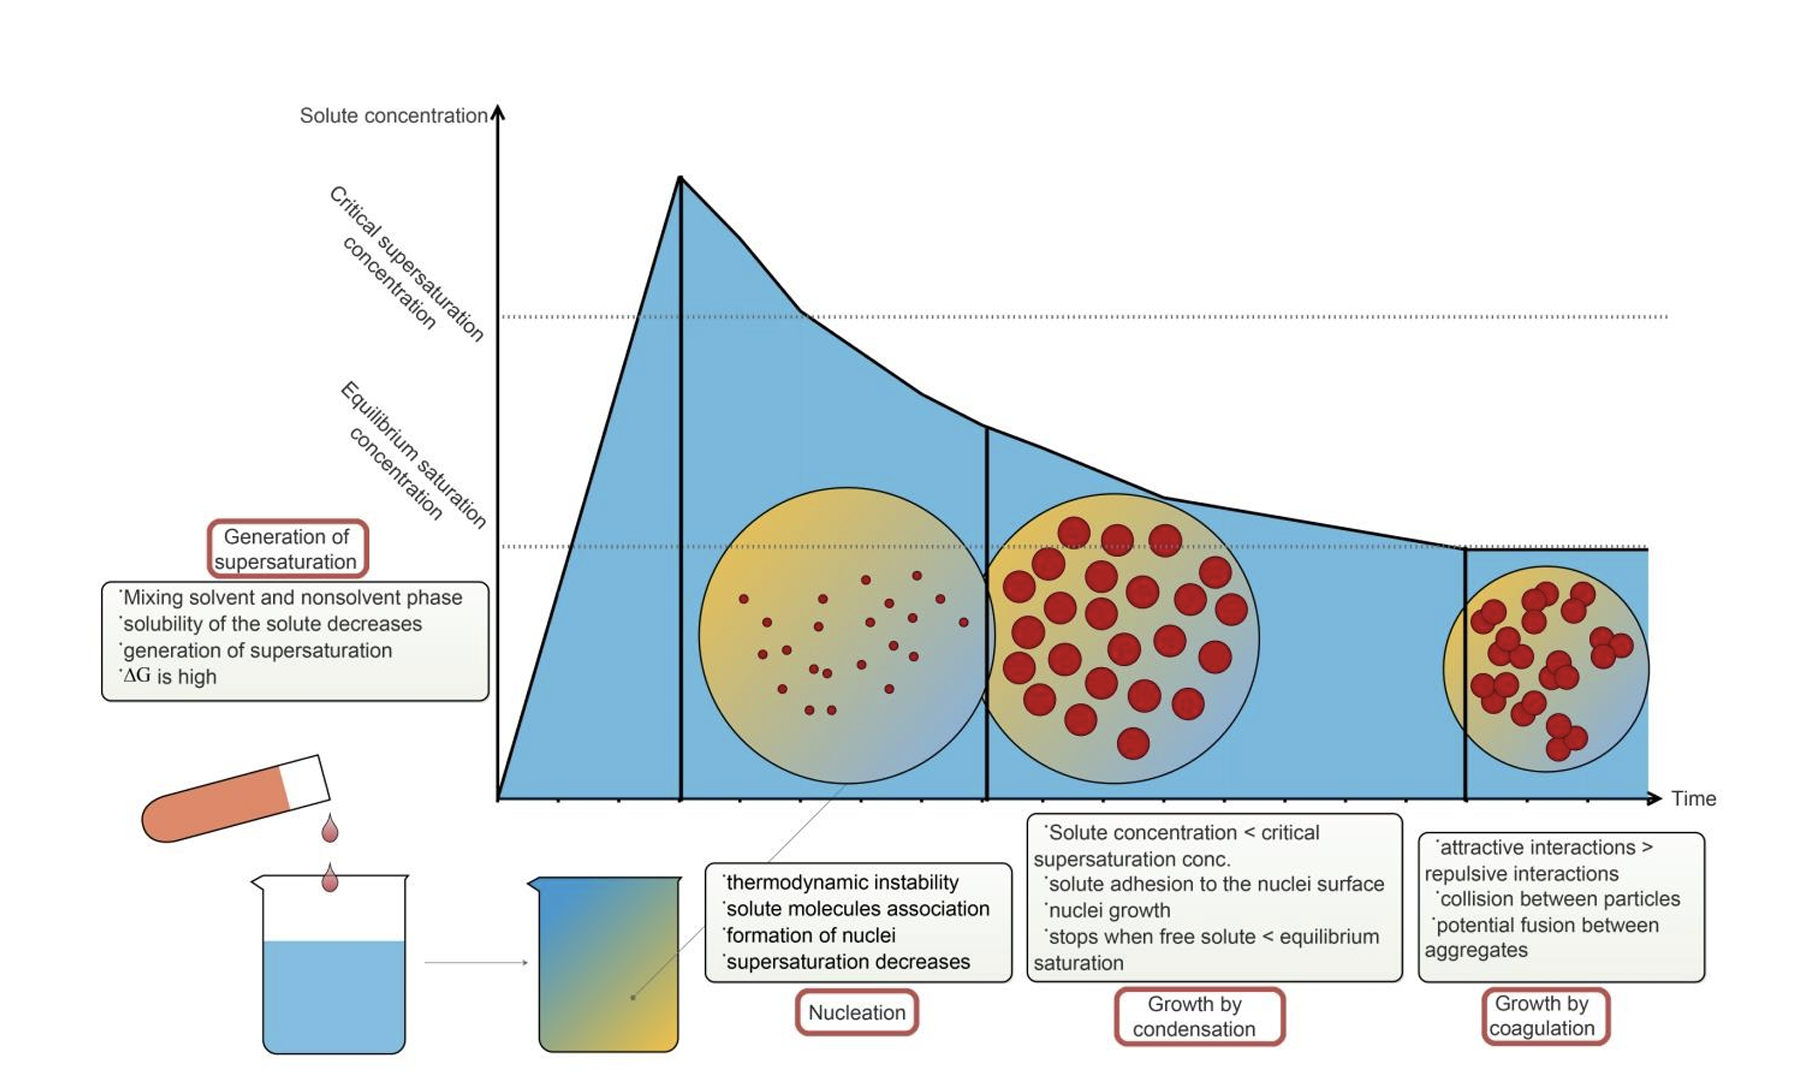 Solute concentration
Critical supersaturation
concentration
Equilibrium saturation
concentration
Generation of
supersaturation
·Mixing solvent and nonsolvent phase
·solubility of the solute decreases
·generation of supersaturation
·ΔG is high
Time
·thermodynamic instability
·solute molecules association
·formation of nuclei
·supersaturation decreases
Nucleation
·Solute concentration < critical
supersaturation conc.
·solute adhesion to the nuclei surface
·nuclei growth
·stops when free solute < equilibrium
saturation
Growth by
condensation
·attractive interactions >
repulsive interactions
·collision between particles
·potential fusion between
aggregates
Growth by
coagulation